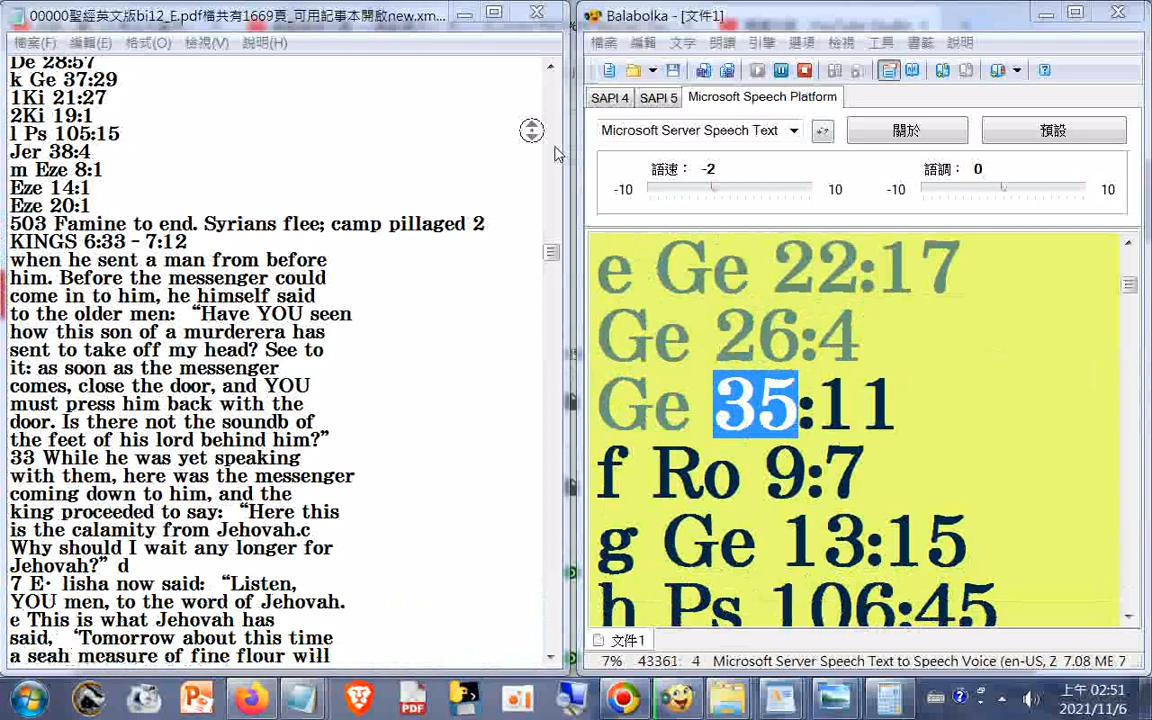 00000聖經英文版bi12_E.pdf檔共有1669頁_可用記事本開啟new.xm...
檔案(F) 編輯(E) 格式(O) 檢視(V) 說明(H)
De 28:57
k Ge 37:29
1Ki 21:27
2Ki 19:1
l Ps 105:15
Jer 38:4
m Eze 8:1
Eze 14:1
Eze 20:1
503 Famine to end. Syrians flee; camp pillaged 2
KINGS 6:33–7:12
when he sent a man from before
him. Before the messenger could
come in to him, he himself said
to the older men: “Have YOU seen
how this son of a murderera has
sent to take off my head? See to
it: as soon as the messenger
comes, close the door, and YOU
must press him back with the
door. Is there not the soundb of
the feet of his lord behind him?”
33 While he was yet speaking
with them, here was the messenger
coming down to him, and the
king proceeded to say: “Here this
is the calamity from Jehovah.c
Why should I wait any longer for
Jehovah?” d
7 E· lisha now said: “Listen,
YOU men, to the word of Jehovah.
e This is what Jehovah has
said, ‘Tomorrow about this time
a seah measure of fine flour will
Balabolka - [文件1]
檔案 編輯 文字 朗讀 引擎 選項 檢視 工具 書籤 說明
SAPI 4 SAPI 5 Microsoft Speech Platform
Microsoft Server Speech Text 關於 預設
語速： -2 語調： 0
-10 10 -10 10
e Ge 22:17
Ge 26:4
Ge 35:11
f Ro 9:7
g Ge 13:15
h Ps 106:45
文件1
7% 43361: 4 Microsoft Server Speech Text to Speech Voice (en-US, Z 7.08 ME 7
上午 02:51
2021/11/6